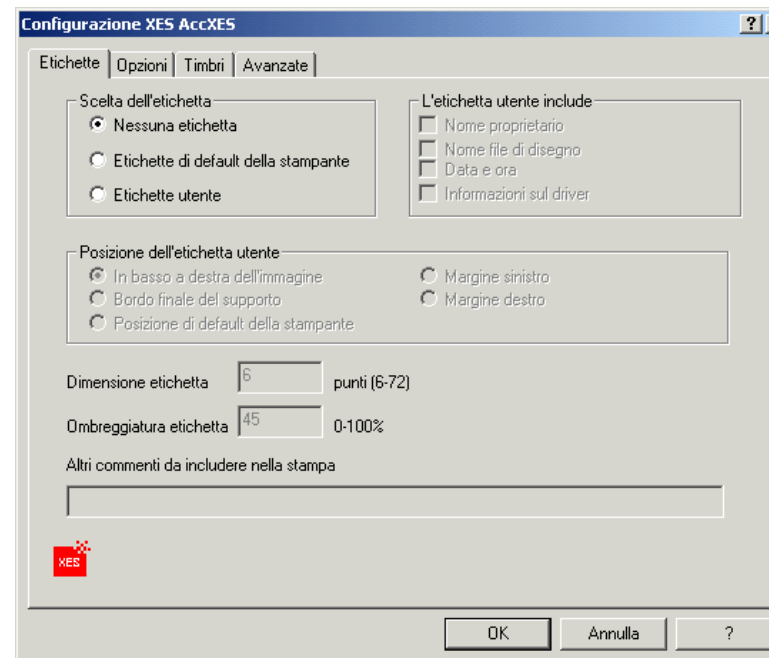 Configurazione XES AccXES
?
Etichette Opzioni Timbri Avanzate
Scelta dell'etichetta
Nessuna etichetta
Etichette di default della stampante
Etichette utente
L'etichetta utente include
Nome proprietario
Nome file di disegno
Data e ora
Informazioni sul driver
Posizione dell'etichetta utente
In basso a destra dell'immagine
Bordo finale del supporto
Posizione di default della stampante
Margine sinistro
Margine destro
Dimensione etichetta 6 punti (6-72)
Ombreggiatura etichetta 45 0-100%
Altri commenti da includere nella stampa
XES
OK Annulla ?